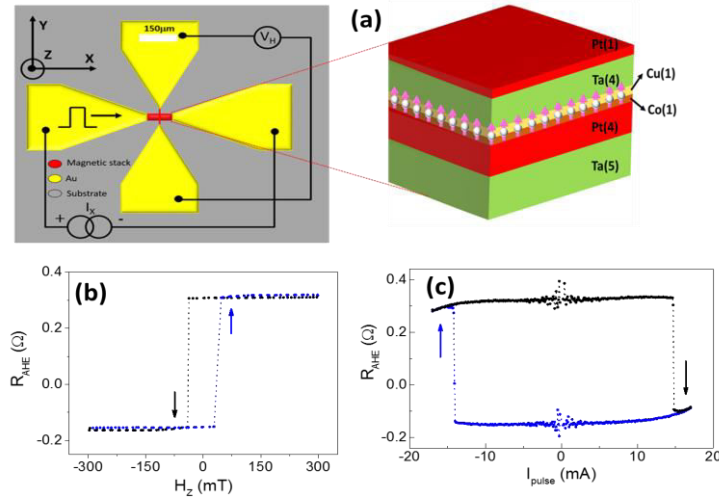 (a)
150μm
V_H
Y
Z
X
Magnetic stack
Au
Substrate
I_X
+
-
Pt(1)
Ta(4)
Cu(1)
Co(1)
Pt(4)
Ta(5)
(b)
R_AHE (Ω)
0.4
0.2
0.0
-0.2
-300 -150 0 150 300
H_Z (mT)
(c)
R_AHE (Ω)
0.4
0.2
0.0
-0.2
-20 -10 0 10 20
I_pulse (mA)